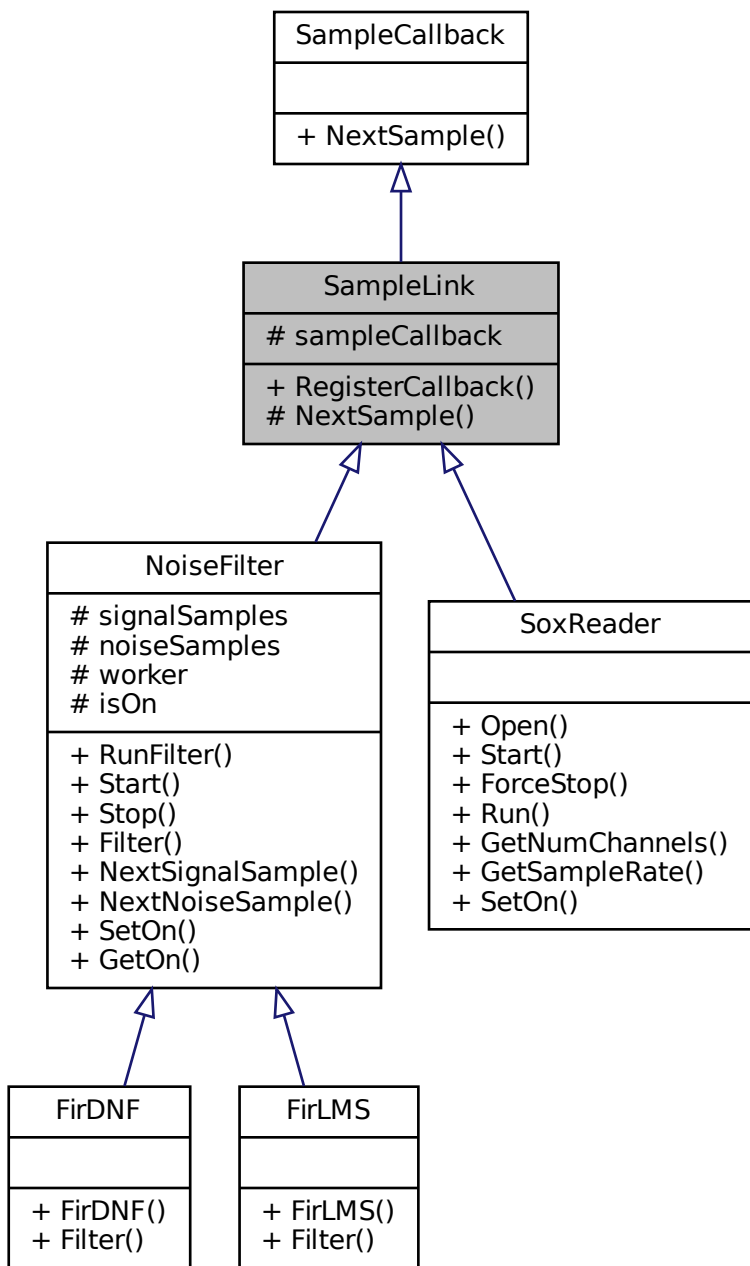 SampleCallback
+ NextSample()
SampleLink
# sampleCallback
+ RegisterCallback()
# NextSample()
NoiseFilter
# signalSamples
# noiseSamples
# worker
# isOn
+ RunFilter()
+ Start()
+ Stop()
+ Filter()
+ NextSignalSample()
+ NextNoiseSample()
+ SetOn()
+ GetOn()
SoxReader
+ Open()
+ Start()
+ ForceStop()
+ Run()
+ GetNumChannels()
+ GetSampleRate()
+ SetOn()
FirDNF
+ FirDNF()
+ Filter()
FirLMS
+ FirLMS()
+ Filter()